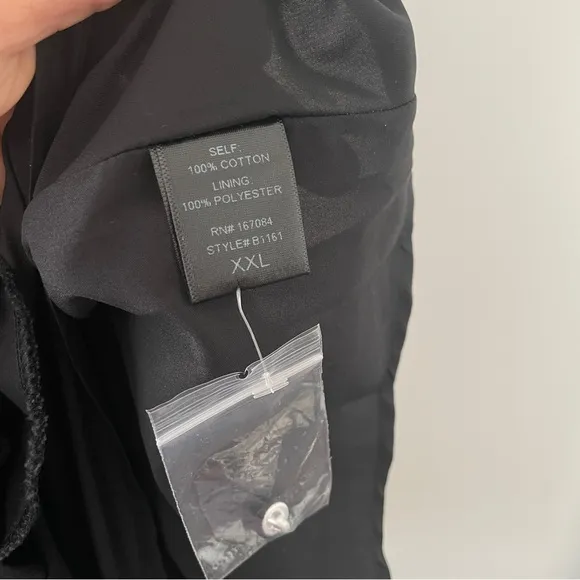 SELF:
100% COTTON
LINING:
100% POLYESTER
RN# 167084
STYLE# B1161
XXL